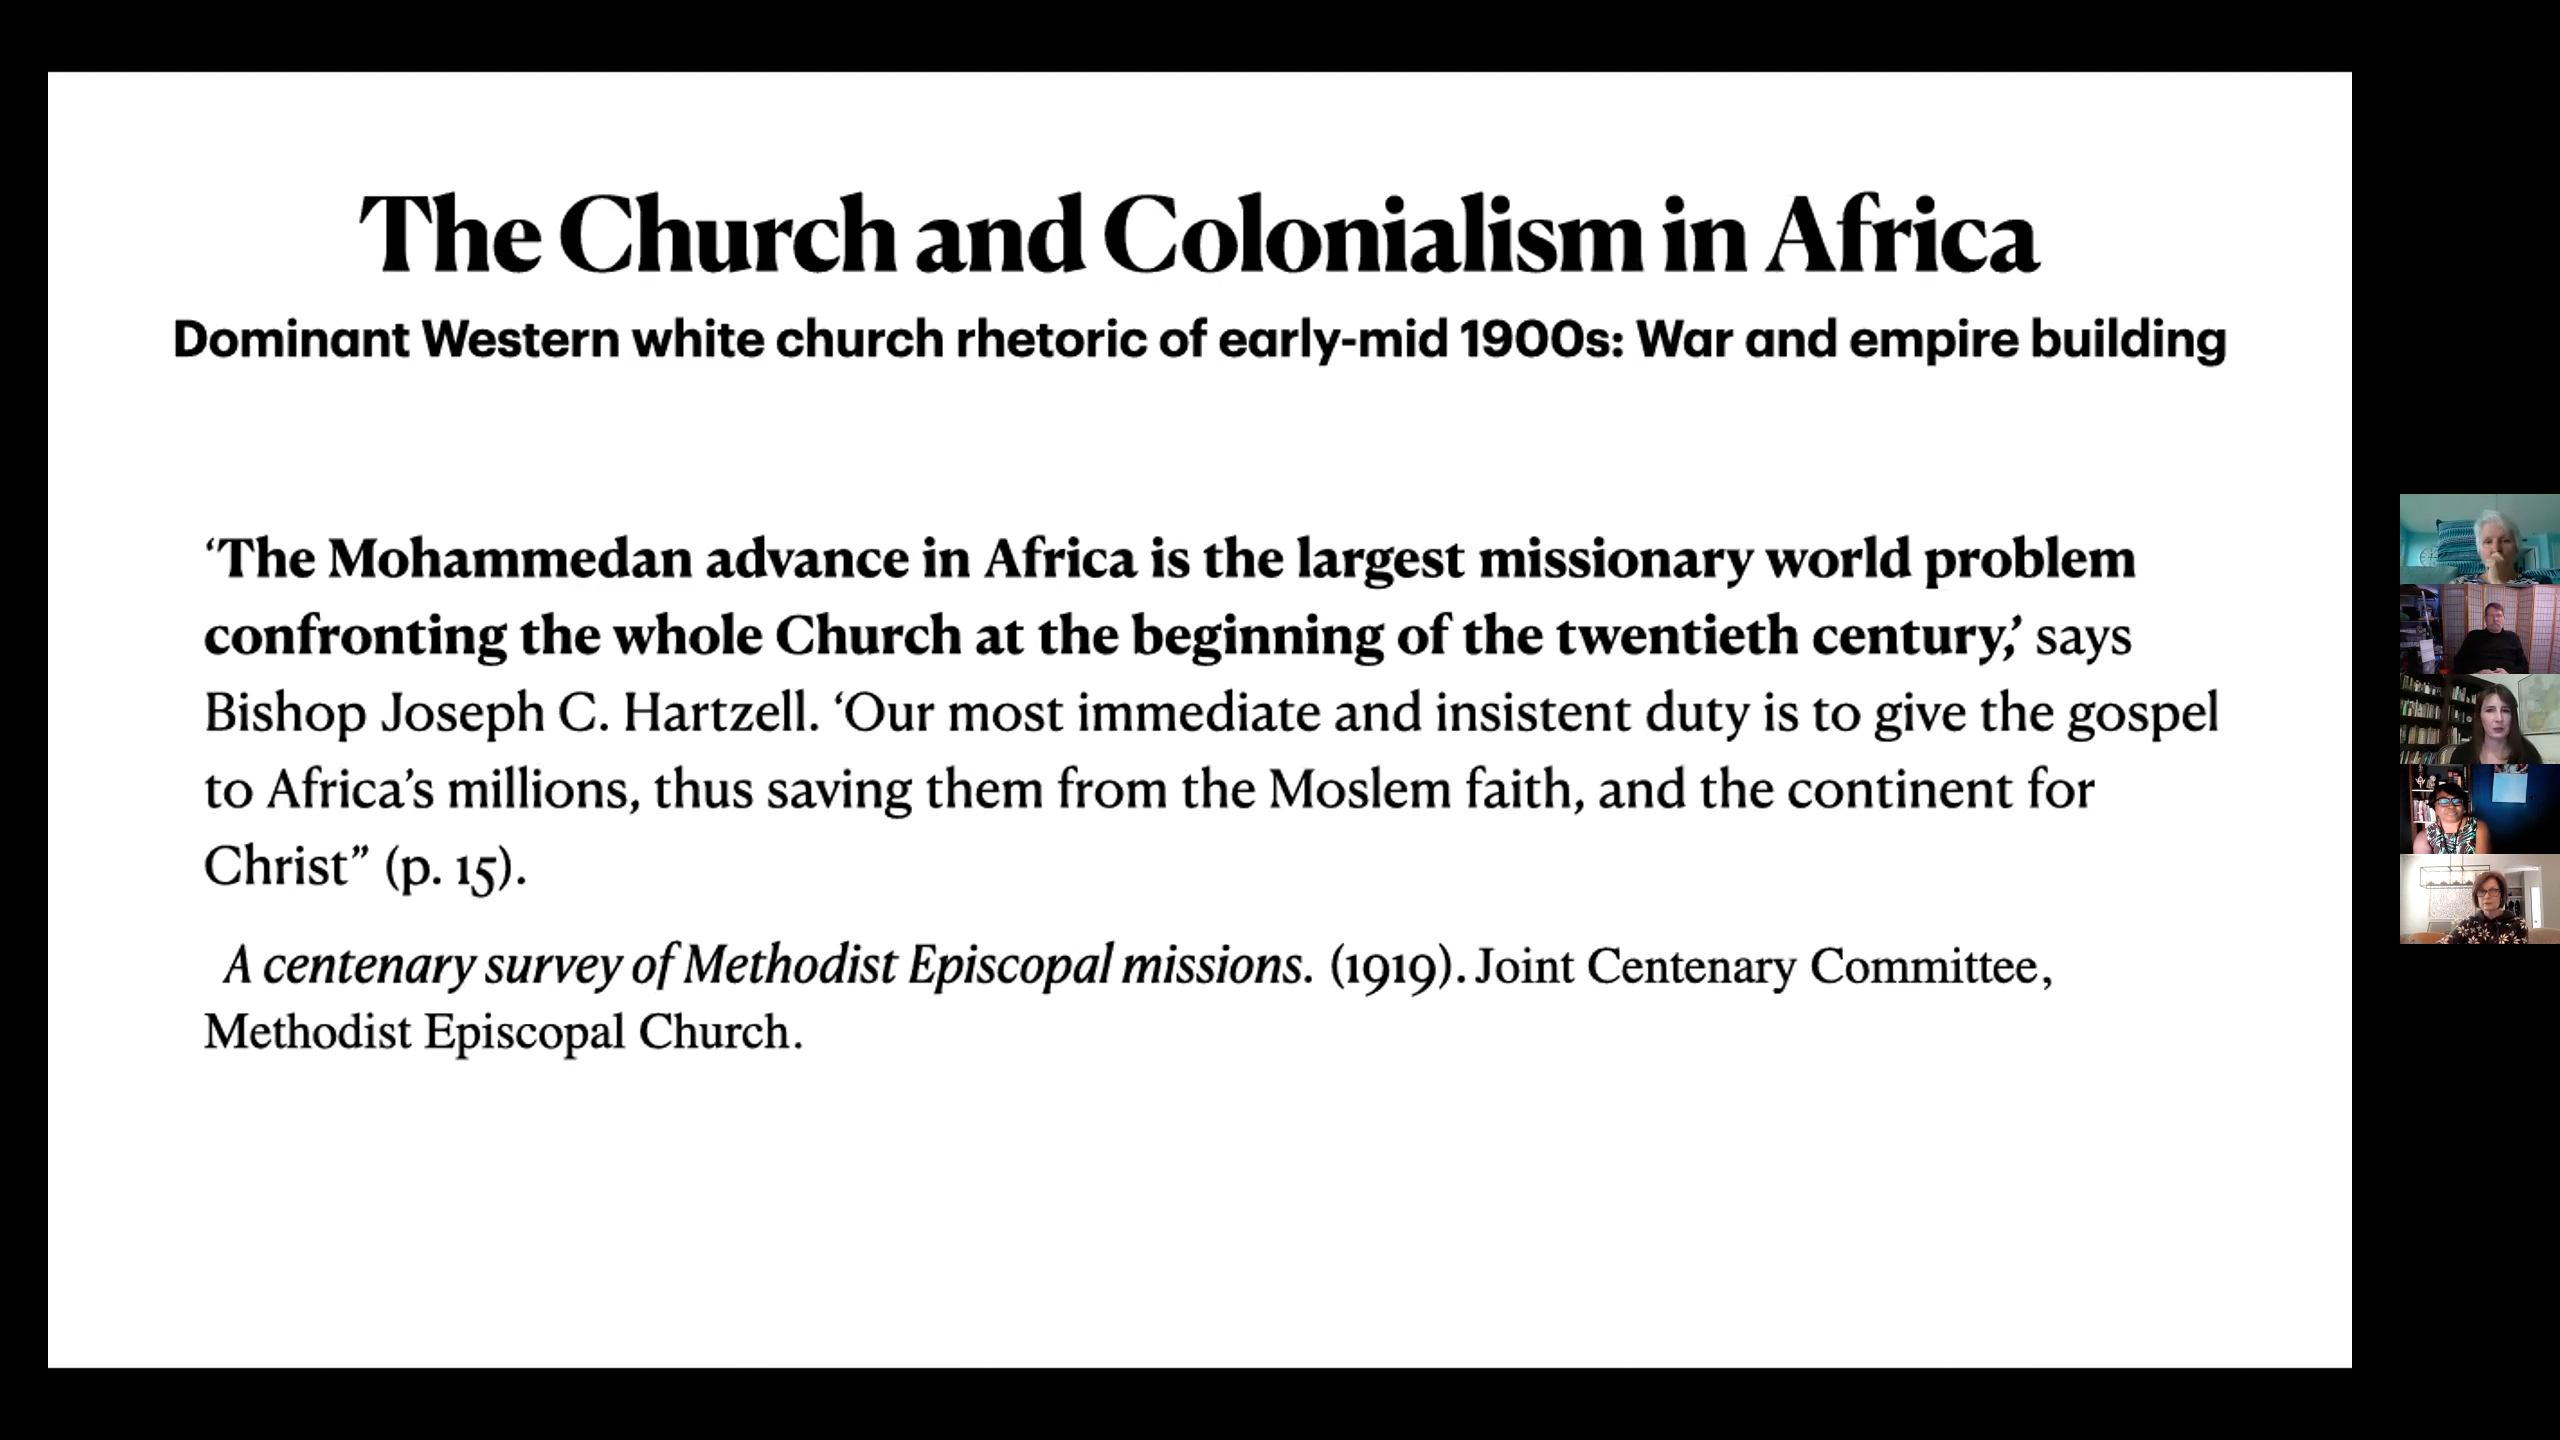 The Church and Colonialism in Africa
Dominant Western white church rhetoric of early-mid 1900s: War and empire building
‘The Mohammedan advance in Africa is the largest missionary world problem
confronting the whole Church at the beginning of the twentieth century,’ says
Bishop Joseph C. Hartzell. ‘Our most immediate and insistent duty is to give the gospel
to Africa’s millions, thus saving them from the Moslem faith, and the continent for
Christ” (p. 15).
A centenary survey of Methodist Episcopal missions. (1919). Joint Centenary Committee,
Methodist Episcopal Church.